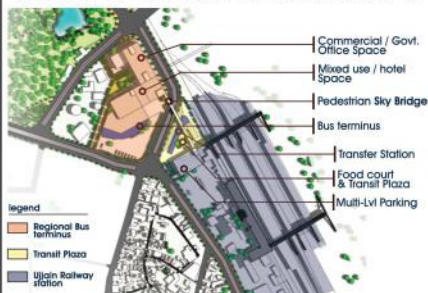 Commercial / Govt.
Office Space
Mixed use / hotel
Space
Pedestrian Sky Bridge
Bus terminus
Transfer Station
Food court
& Transit Plaza
Multi-Lvl Parking
legend
Regional Bus
terminus
Transit Plaza
Ujjain Railway
station